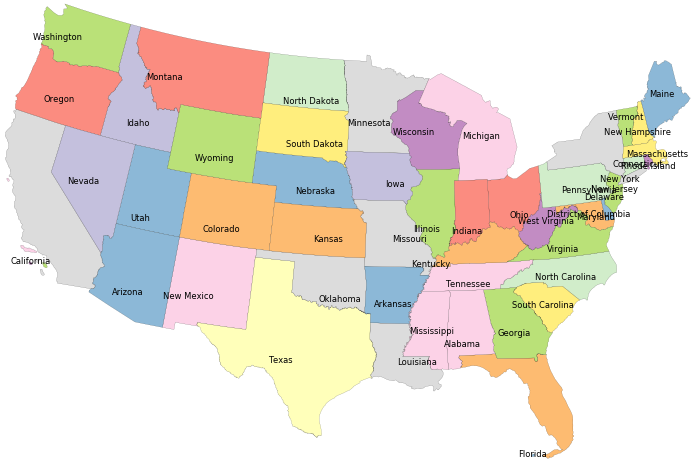 Washington
Montana
Maine
Oregon
North Dakota
Minnesota
Vermont
New Hampshire
Idaho
Wisconsin
Michigan
South Dakota
Massachusetts
Wyoming
Connecticut
Rhode Island
Nevada
Iowa
Nebraska
New York
Pennsylvania
New Jersey
Delaware
Utah
Ohio
District of Columbia
Maryland
West Virginia
Colorado
Kansas
Missouri
Illinois
Indiana
Virginia
California
Kentucky
Arizona
New Mexico
Oklahoma
Arkansas
Tennessee
North Carolina
South Carolina
Mississippi
Alabama
Georgia
Texas
Louisiana
Florida